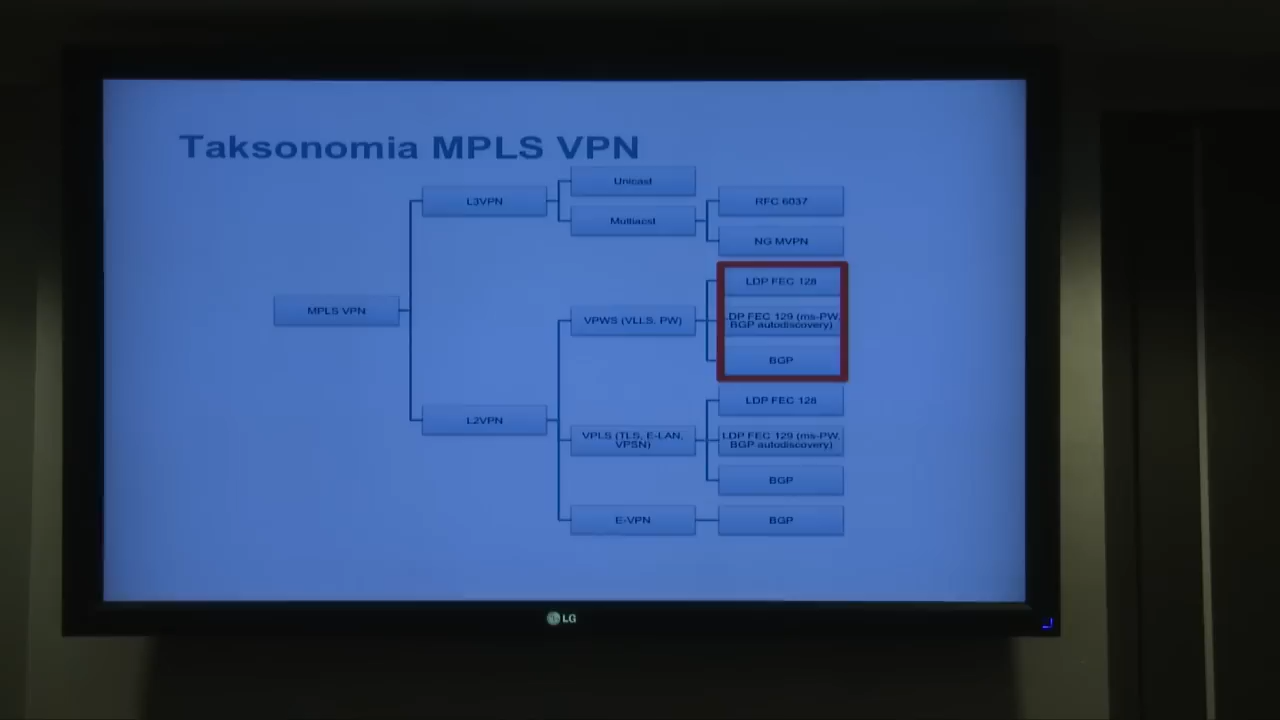 Taksonomia MPLS VPN
MPLS VPN
L3VPN
Unicast
Multiacst
RFC 6037
NG MVPN
L2VPN
VPWS (VLLS, PW)
LDP FEC 128
DP FEC 129 (ms-PW,
BGP autodiscovery)
BGP
VPLS (TLS, E-LAN,
VPSN)
LDP FEC 128
LDP FEC 129 (ms-PW,
BGP autodiscovery)
BGP
E-VPN
BGP
LG